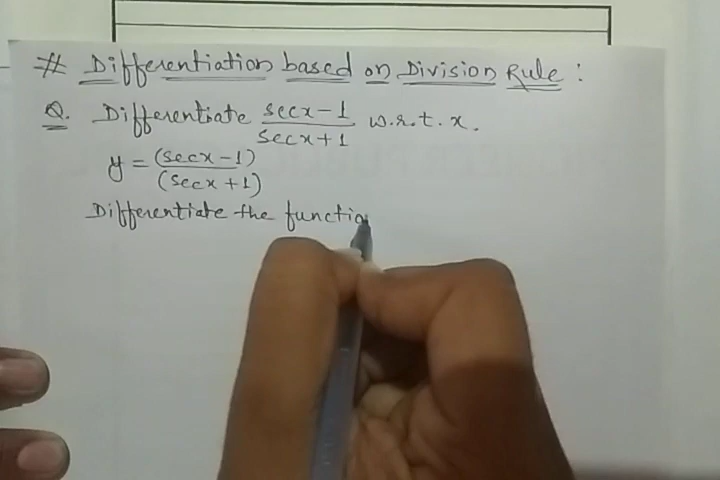 # Differentiation based on Division Rule :
Q. Differentiate secx-1/secx+1 w.r.t. x.
y = (secx-1)/(secx+1)
Differentiate the functio